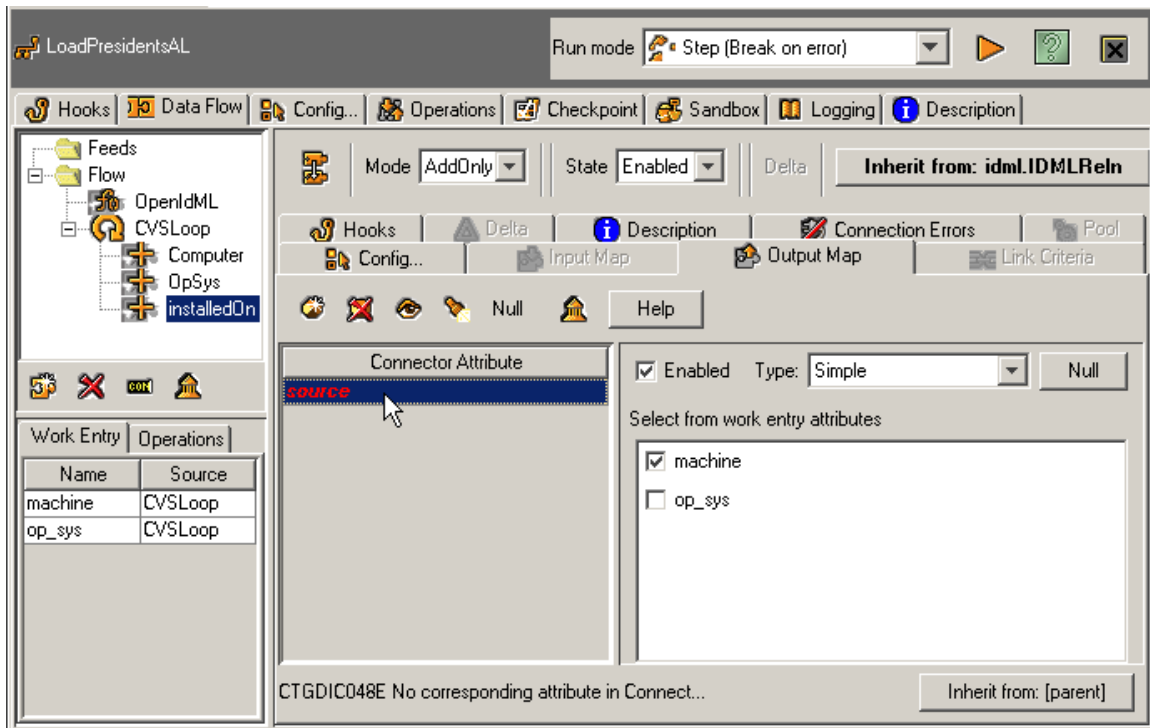 LoadPresidentsAL
Run mode Step (Break on error)
Hooks Data Flow Config... Operations Checkpoint Sandbox Logging Description
Feeds
Flow
OpenIdML
CVSLoop
Computer
OpSys
installedOn
CON
Work Entry Operations
Name Source
machine CVSLoop
op_sys CVSLoop
Mode AddOnly State Enabled Delta Inherit from: idml.IDMLReln
Hooks Delta Description Connection Errors Pool
Config... Input Map Output Map Link Criteria
Null Help
Connector Attribute
source
Enabled Type: Simple Null
Select from work entry attributes
machine
op_sys
CTGDIC048E No corresponding attribute in Connect...
Inherit from: [parent]